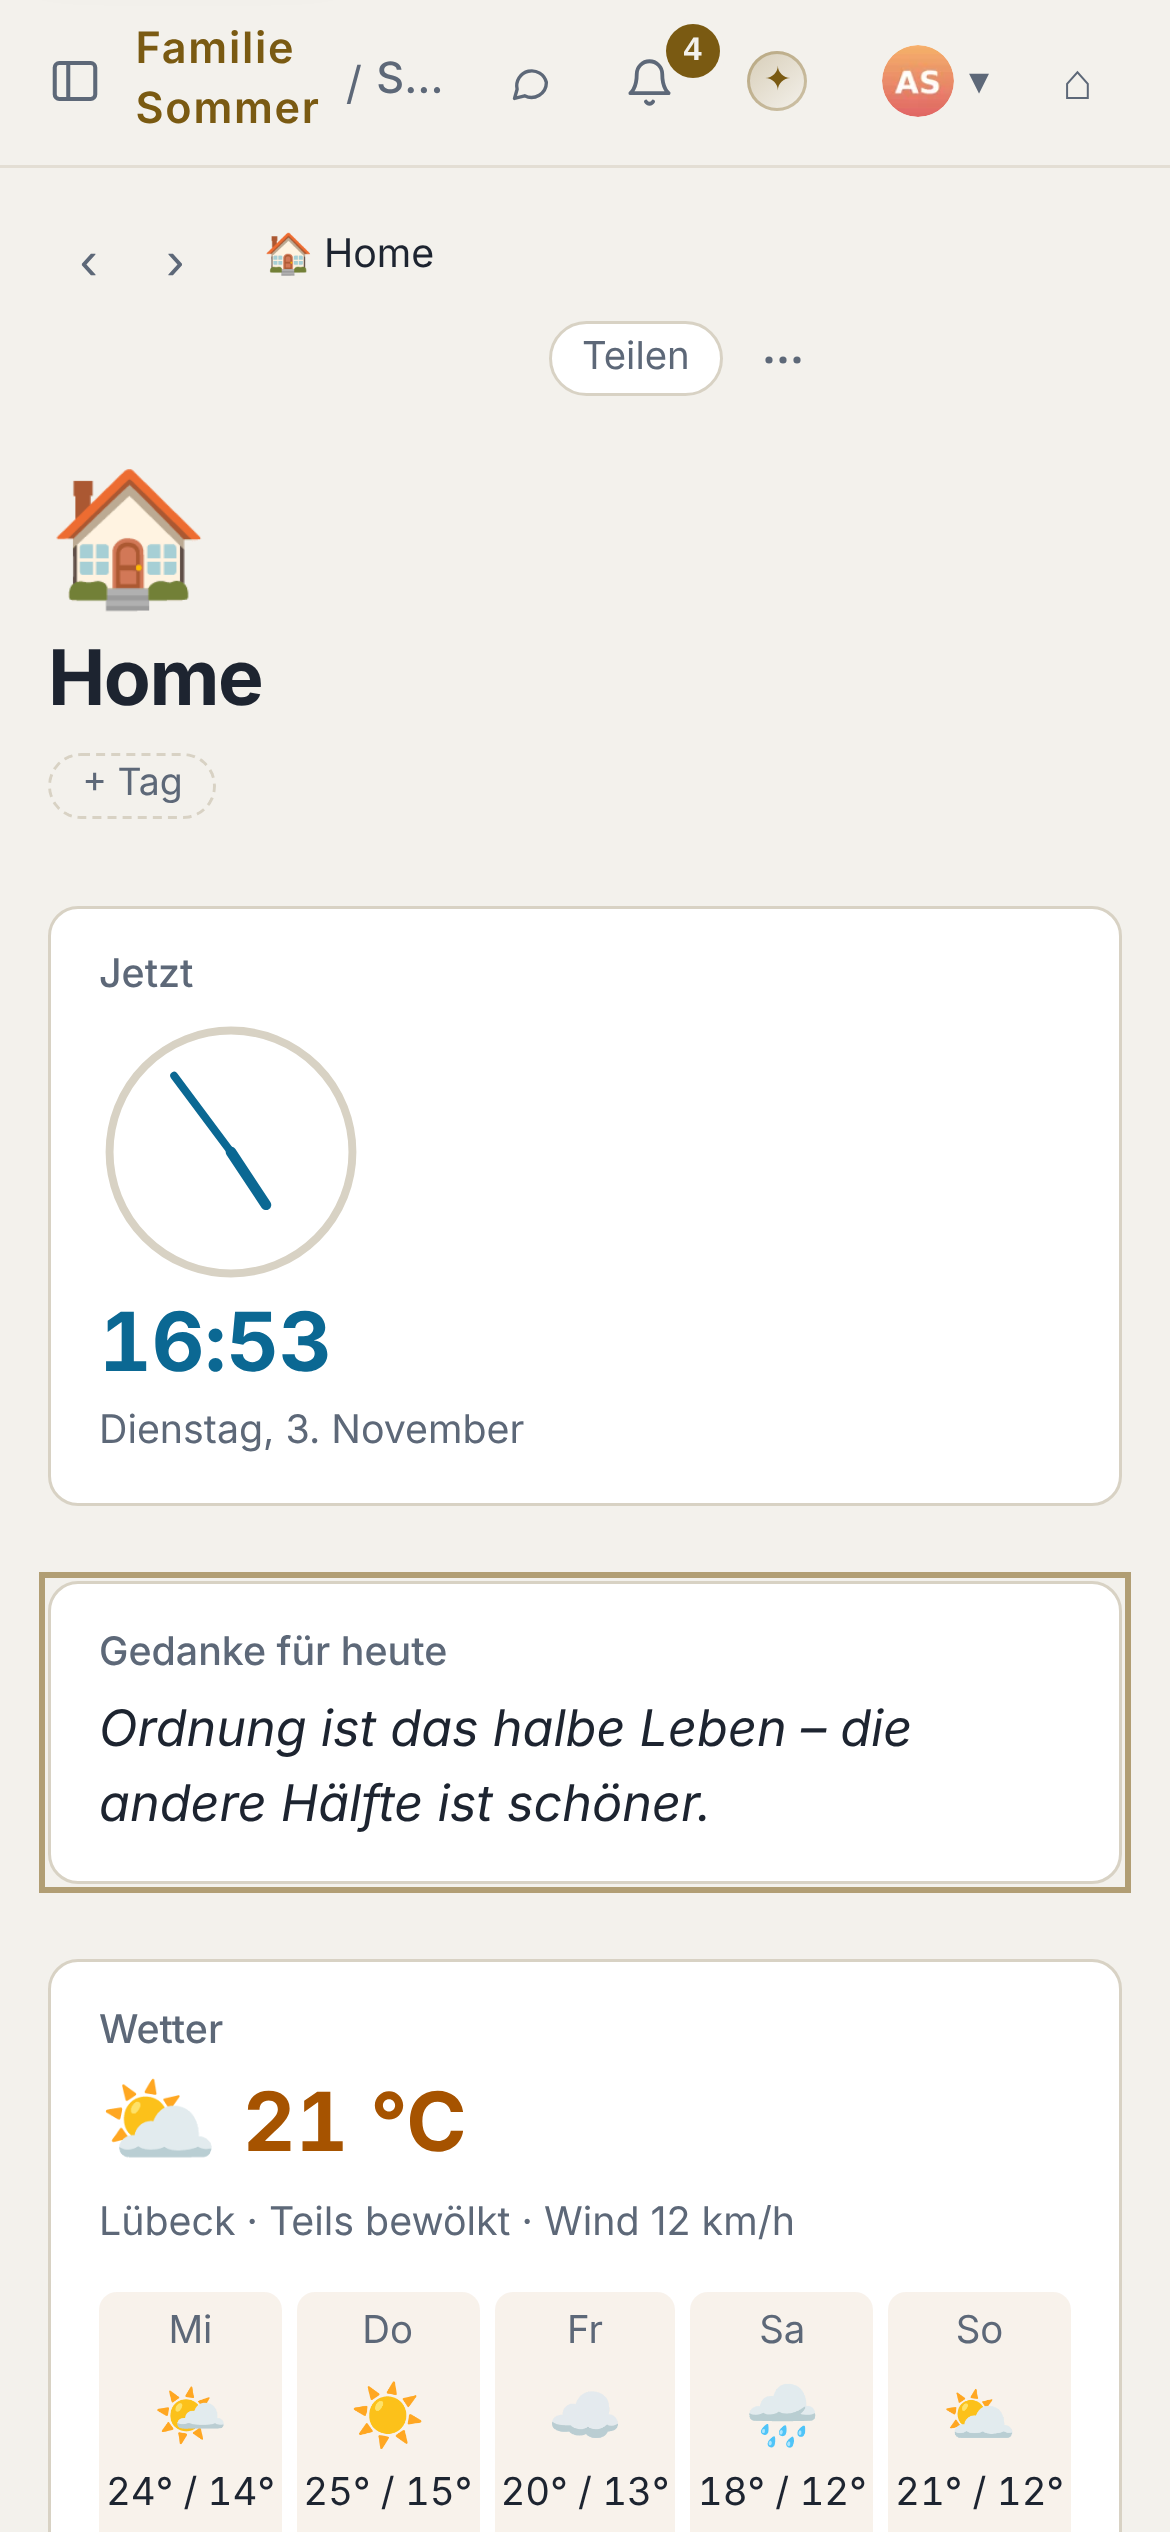 Familie
Sommer / S...
4
AS
Home
Teilen
Home
+ Tag
Jetzt
16:53
Dienstag, 3. November
Gedanke für heute
Ordnung ist das halbe Leben – die
andere Hälfte ist schöner.
Wetter
21 °C
Lübeck · Teils bewölkt · Wind 12 km/h
Mi Do Fr Sa So
24° / 14° 25° / 15° 20° / 13° 18° / 12° 21° / 12°